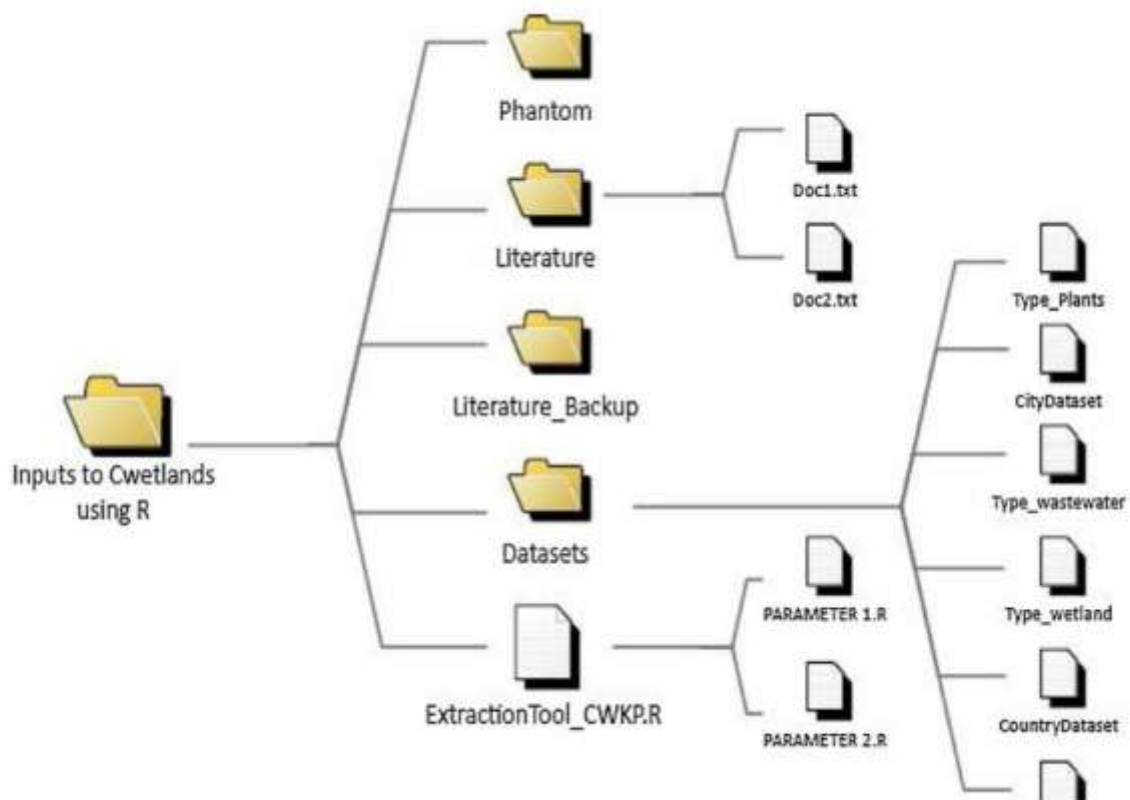 Phantom
Doc1.txt
Literature
Doc2.txt
Type_Plants
CityDataset
Literature_Backup
Inputs to Cwetlands
using R
Type_wastewater
Datasets
PARAMETER 1.R
Type_wetland
ExtractionTool_CWKP.R
PARAMETER 2.R
CountryDataset